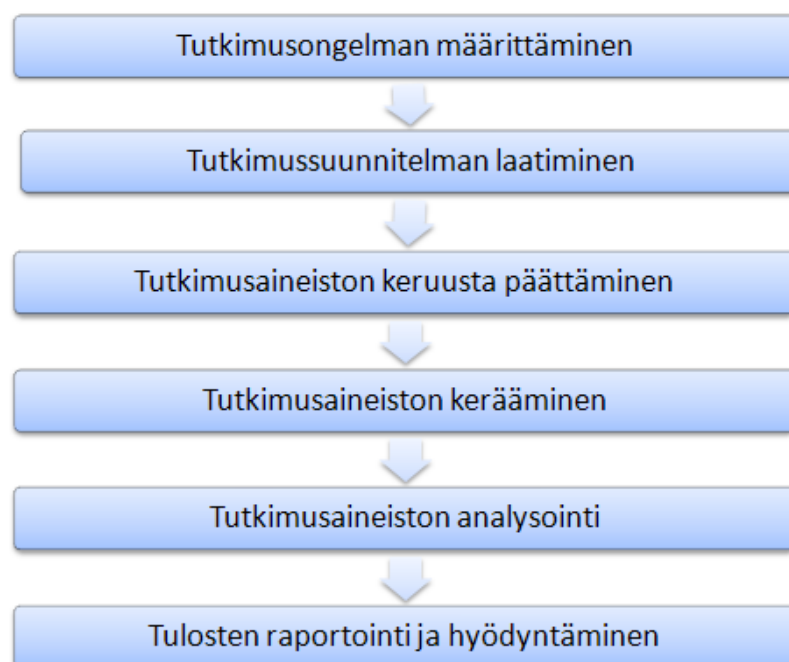 Tutkimusongelman määrittäminen
Tutkimussuunnitelman laatiminen
Tutkimusaineiston keruusta päättäminen
Tutkimusaineiston kerääminen
Tutkimusaineiston analysointi
Tulosten raportointi ja hyödyntäminen